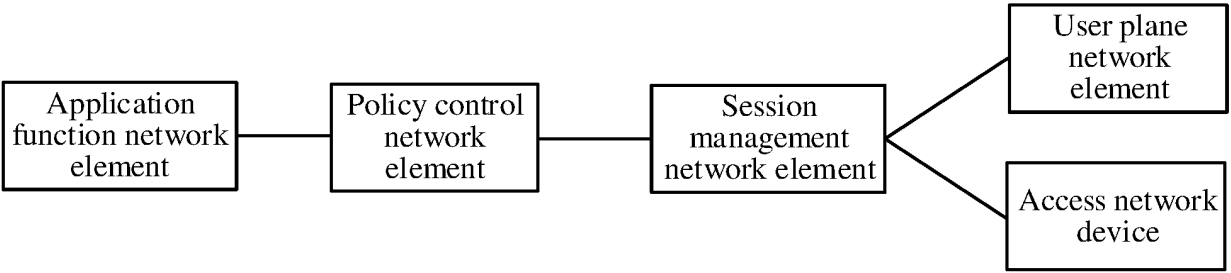 Application
function network
element
Policy control
network
element
Session
management
network element
User plane
network
element
Access network
device